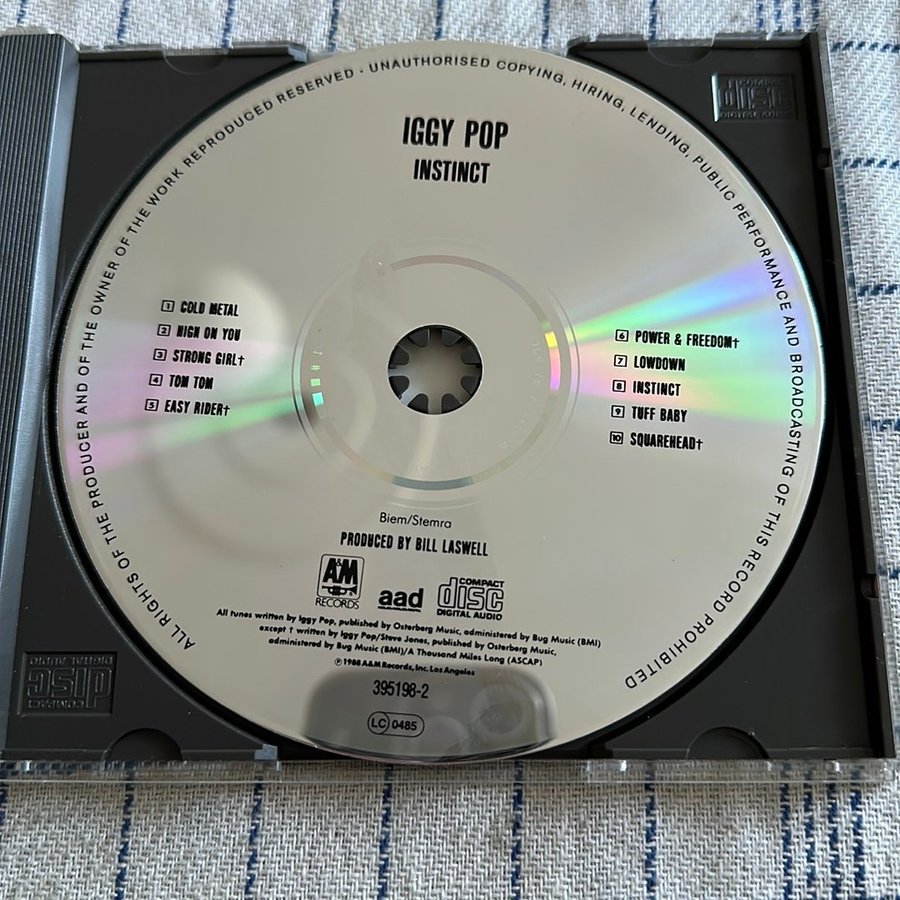 ALL RIGHTS OF THE PRODUCER AND OF THE OWNER OF THE WORK REPRODUCED RESERVED · UNAUTHORISED COPYING, HIRING, LENDING, PUBLIC PERFORMANCE AND BROADCASTING OF THIS RECORD PROHIBITED
COMPACT
disc
DIGITAL AUDIO
IGGY POP
INSTINCT
1 COLD METAL
2 HIGH ON YOU
3 STRONG GIRL†
4 TOM TOM
5 EASY RIDER†
6 POWER & FREEDOM†
7 LOWDOWN
8 INSTINCT
9 TUFF BABY
10 SQUAREHEAD†
Biem/Stemra
PRODUCED BY BILL LASWELL
A&M
RECORDS
aad
COMPACT
disc
DIGITAL AUDIO
All tunes written by Iggy Pop, published by Osterberg Music, administered by Bug Music (BMI)
except † written by Iggy Pop/Steve Jones, published by Osterberg Music,
administered by Bug Music (BMI)/A Thousand Miles Long (ASCAP)
℗ 1988 A&M Records, Inc. Los Angeles
395198-2
LC 0485
COMPACT
disc
DIGITAL AUDIO